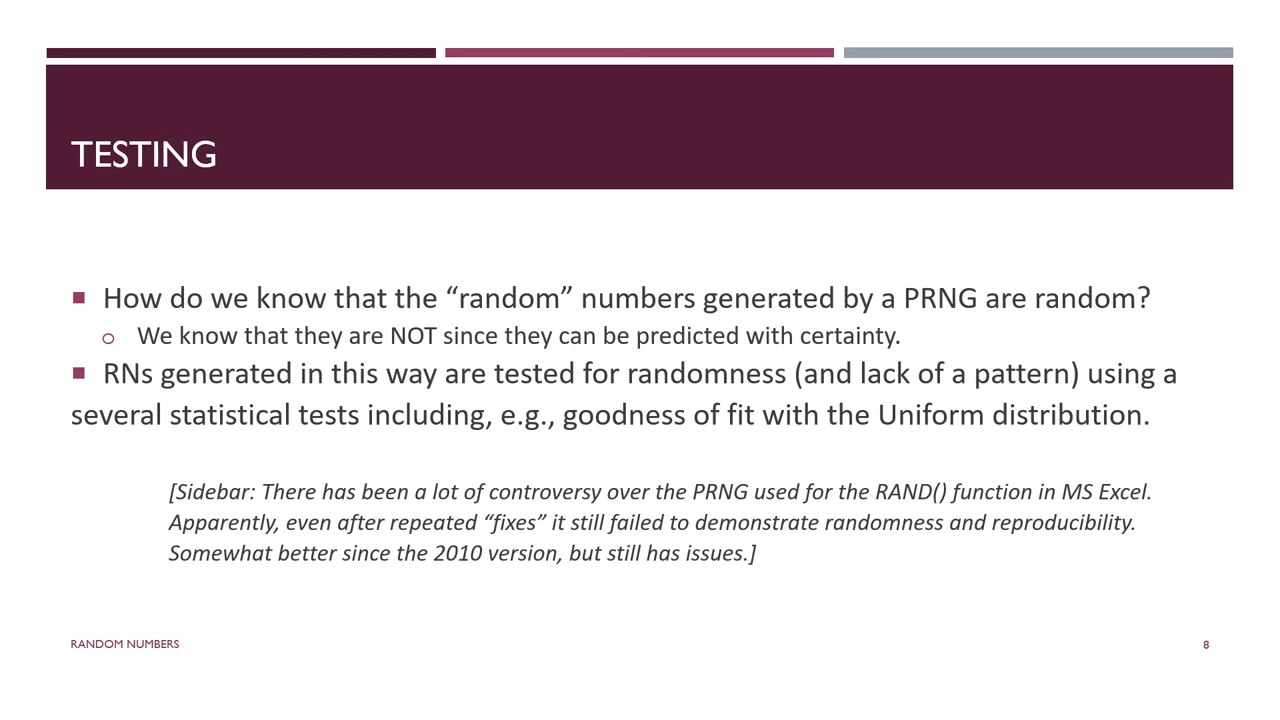 TESTING
▪ How do we know that the “random” numbers generated by a PRNG are random?
o We know that they are NOT since they can be predicted with certainty.
▪ RNs generated in this way are tested for randomness (and lack of a pattern) using a
several statistical tests including, e.g., goodness of fit with the Uniform distribution.
[Sidebar: There has been a lot of controversy over the PRNG used for the RAND() function in MS Excel.
Apparently, even after repeated “fixes” it still failed to demonstrate randomness and reproducibility.
Somewhat better since the 2010 version, but still has issues.]
RANDOM NUMBERS
8